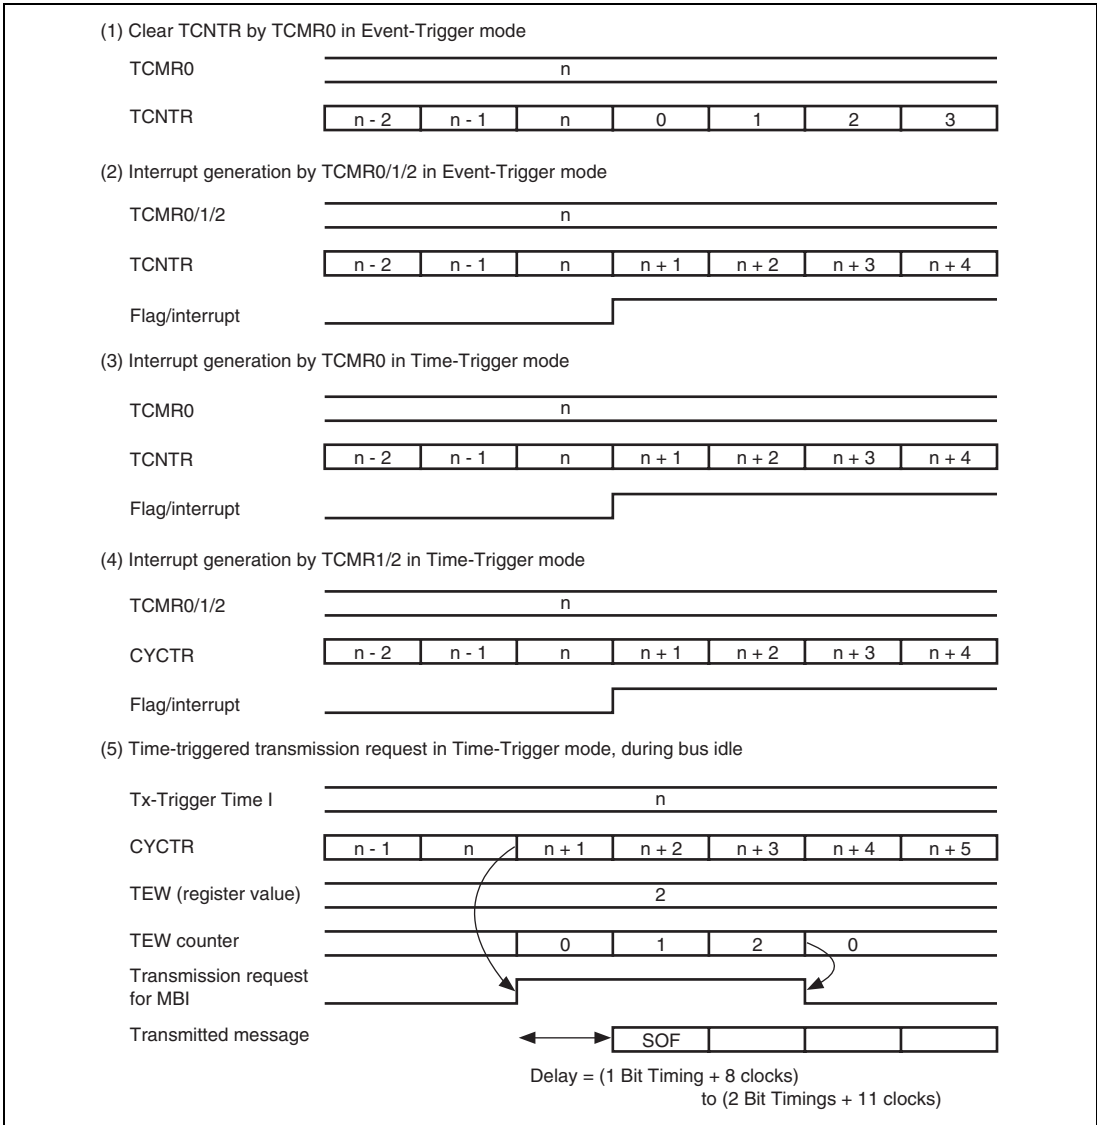 (1) Clear TCNTR by TCMR0 in Event-Trigger mode
TCMR0 n
TCNTR n - 2 n - 1 n 0 1 2 3
(2) Interrupt generation by TCMR0/1/2 in Event-Trigger mode
TCMR0/1/2 n
TCNTR n - 2 n - 1 n n + 1 n + 2 n + 3 n + 4
Flag/interrupt
(3) Interrupt generation by TCMR0 in Time-Trigger mode
TCMR0 n
TCNTR n - 2 n - 1 n n + 1 n + 2 n + 3 n + 4
Flag/interrupt
(4) Interrupt generation by TCMR1/2 in Time-Trigger mode
TCMR0/1/2 n
CYCTR n - 2 n - 1 n n + 1 n + 2 n + 3 n + 4
Flag/interrupt
(5) Time-triggered transmission request in Time-Trigger mode, during bus idle
Tx-Trigger Time I n
CYCTR n - 1 n n + 1 n + 2 n + 3 n + 4 n + 5
TEW (register value) 2
TEW counter 0 1 2 0
Transmission request
for MBI
Transmitted message SOF
Delay = (1 Bit Timing + 8 clocks)
to (2 Bit Timings + 11 clocks)